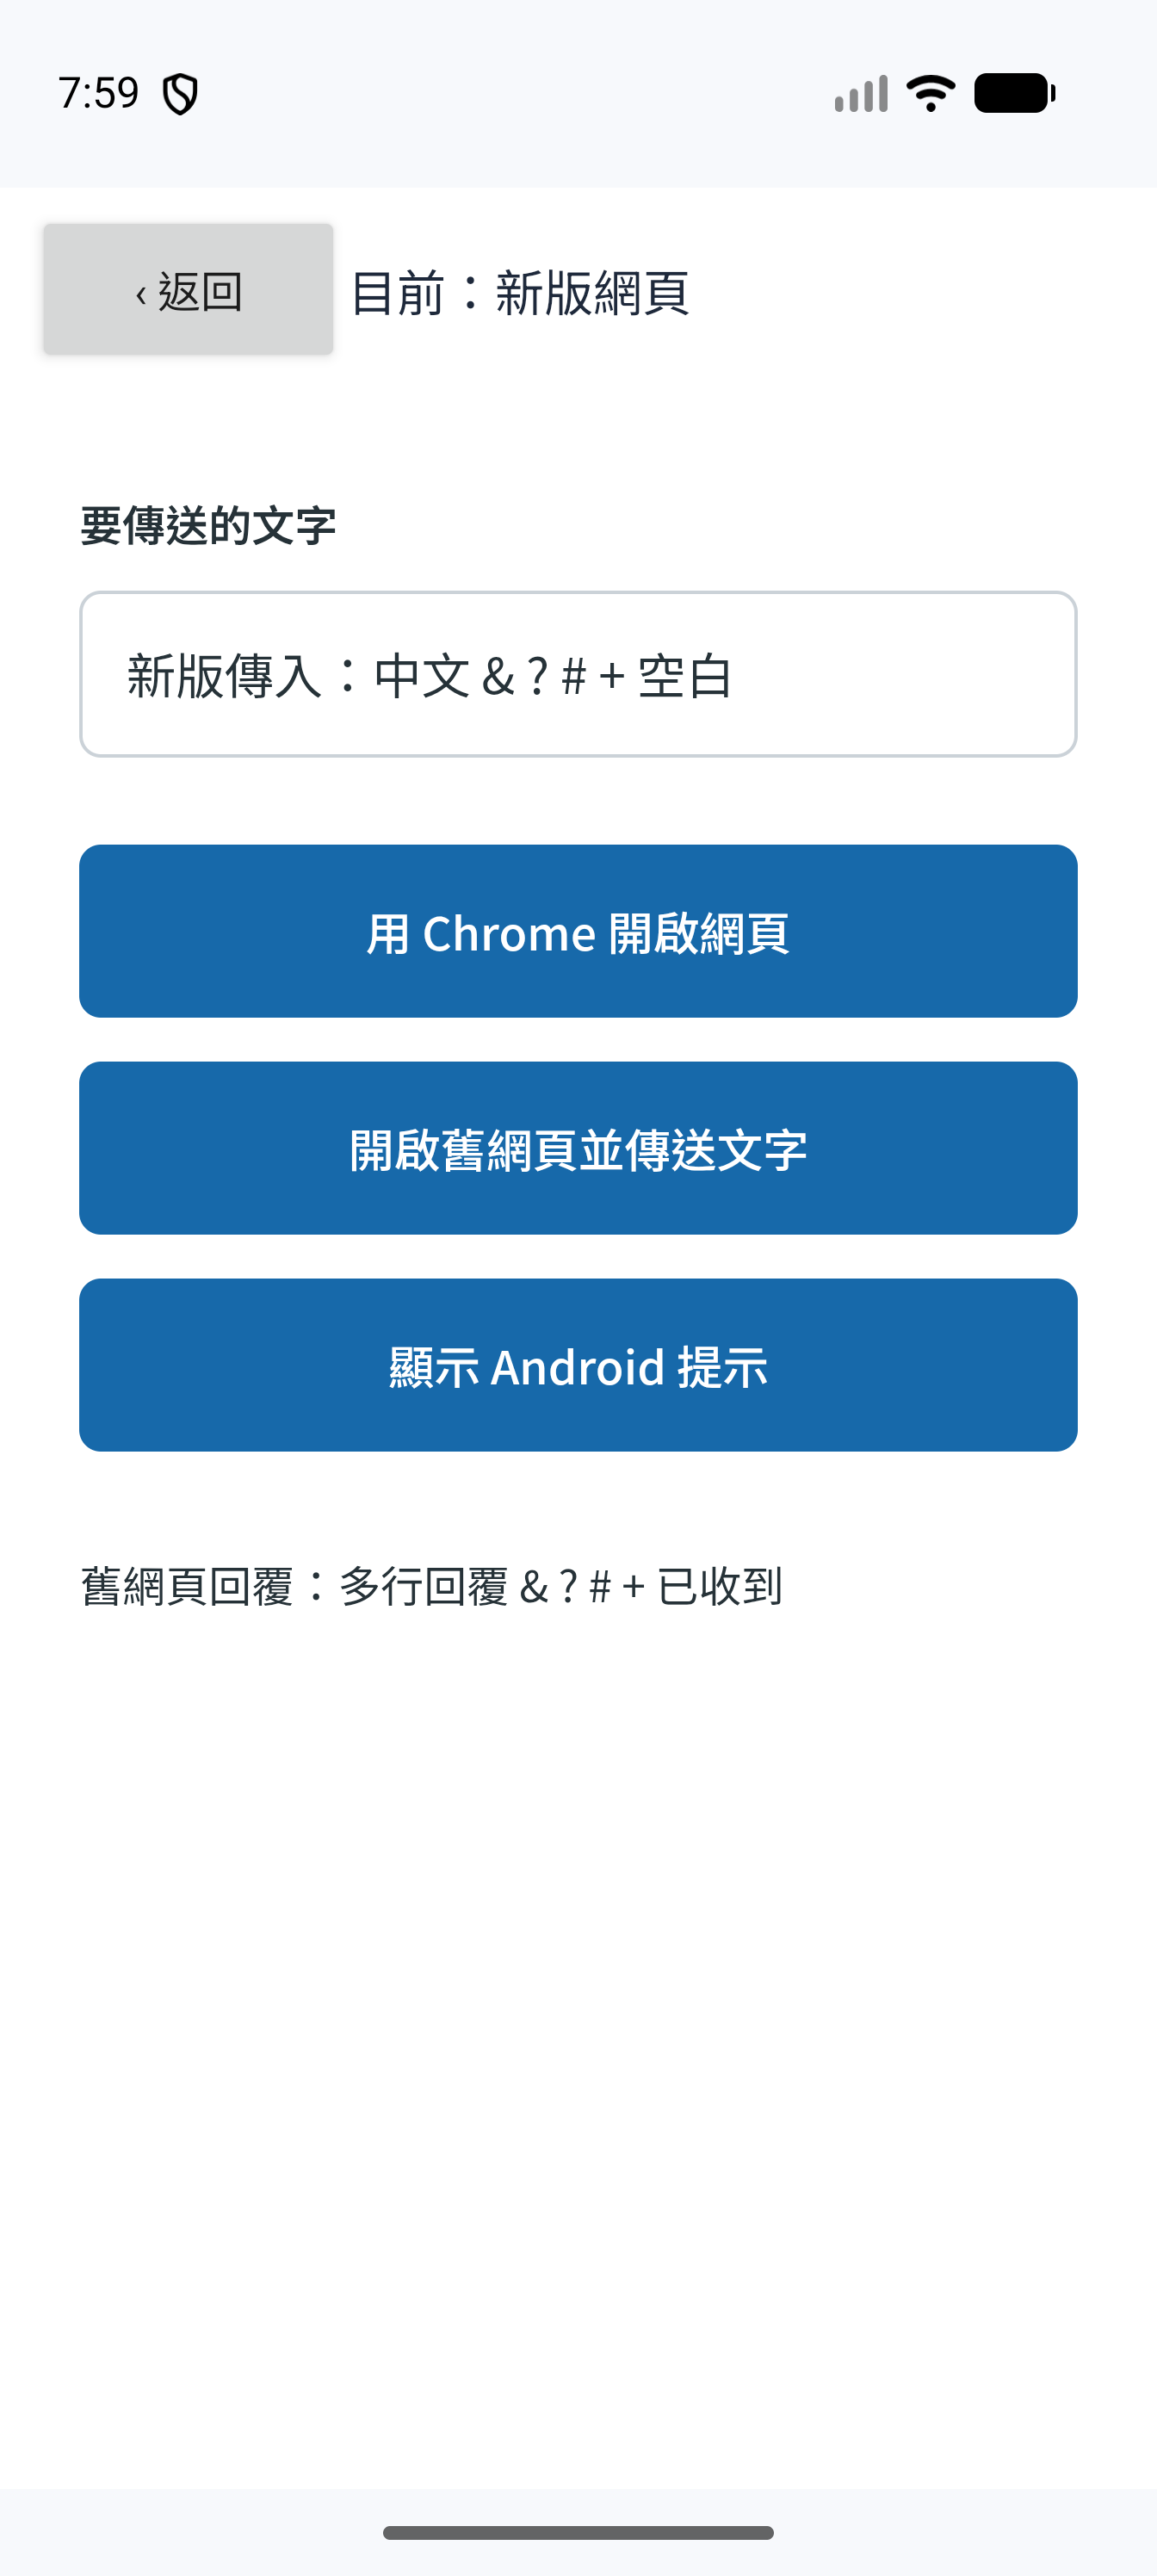 7:59
‹ 返回
目前：新版網頁
要傳送的文字
新版傳入：中文 & ? # + 空白
用 Chrome 開啟網頁
開啟舊網頁並傳送文字
顯示 Android 提示
舊網頁回覆：多行回覆 & ? # + 已收到